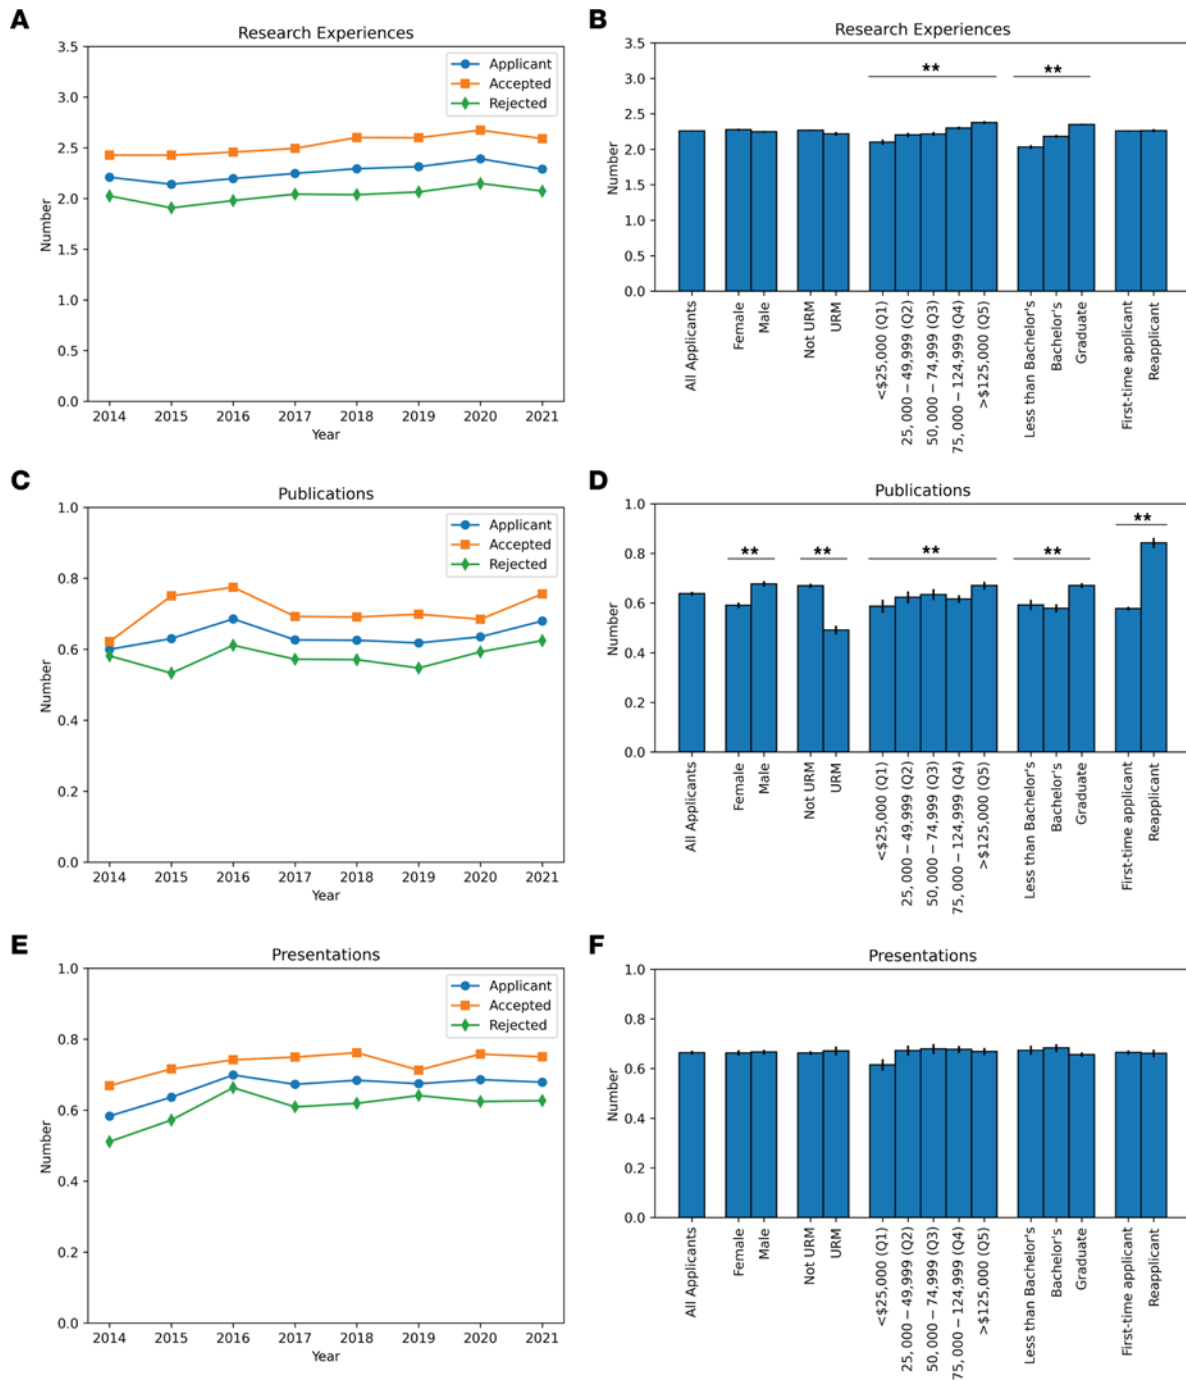 A
Research Experiences
3.5
3.0
2.5
2.0
1.5
1.0
0.5
0.0
Number
Applicant
Accepted
Rejected
2014 2015 2016 2017 2018 2019 2020 2021
Year
B
Research Experiences
3.5
3.0
2.5
2.0
1.5
1.0
0.5
0.0
Number
**
**
All Applicants
Female
Male
Not URM
URM
<$25,000 (Q1)
25,000 − 49,999 (Q2)
50,000 − 74,999 (Q3)
75,000 − 124,999 (Q4)
>$125,000 (Q5)
Less than Bachelor's
Bachelor's
Graduate
First-time applicant
Reapplicant
C
Publications
1.0
0.8
0.6
0.4
0.2
0.0
Number
Applicant
Accepted
Rejected
2014 2015 2016 2017 2018 2019 2020 2021
Year
D
Publications
1.0
0.8
0.6
0.4
0.2
0.0
Number
**
**
**
**
**
All Applicants
Female
Male
Not URM
URM
<$25,000 (Q1)
25,000 − 49,999 (Q2)
50,000 − 74,999 (Q3)
75,000 − 124,999 (Q4)
>$125,000 (Q5)
Less than Bachelor's
Bachelor's
Graduate
First-time applicant
Reapplicant
E
Presentations
1.0
0.8
0.6
0.4
0.2
0.0
Number
Applicant
Accepted
Rejected
2014 2015 2016 2017 2018 2019 2020 2021
Year
F
Presentations
1.0
0.8
0.6
0.4
0.2
0.0
Number
All Applicants
Female
Male
Not URM
URM
<$25,000 (Q1)
25,000 − 49,999 (Q2)
50,000 − 74,999 (Q3)
75,000 − 124,999 (Q4)
>$125,000 (Q5)
Less than Bachelor's
Bachelor's
Graduate
First-time applicant
Reapplicant